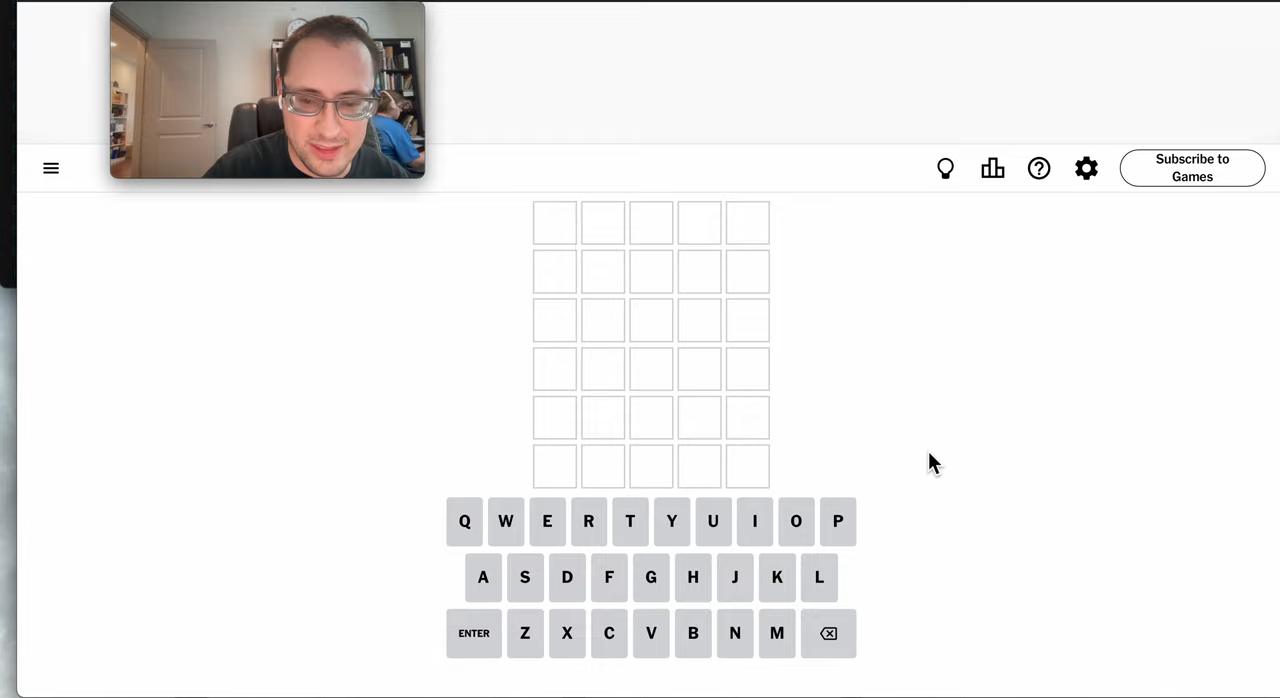 Subscribe to
Games
Q W E R T Y U I O P
A S D F G H J K L
ENTER Z X C V B N M